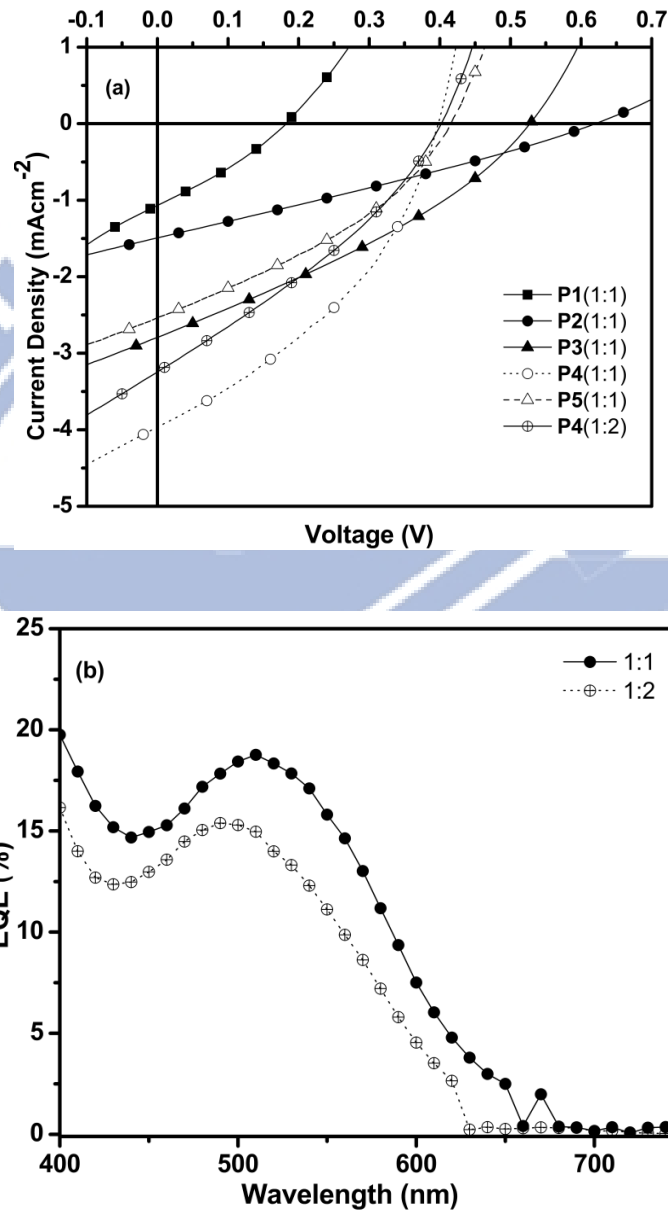 -0.1 0.0 0.1 0.2 0.3 0.4 0.5 0.6 0.7
1
(a)
0
-1
-2
-3
-4
-5
Current Density (mAcm-2)
P1(1:1)
P2(1:1)
P3(1:1)
P4(1:1)
P5(1:1)
P4(1:2)
Voltage (V)
25
(b)
1:1
1:2
20
15
10
5
0
EQE (%)
400 500 600 700
Wavelength (nm)